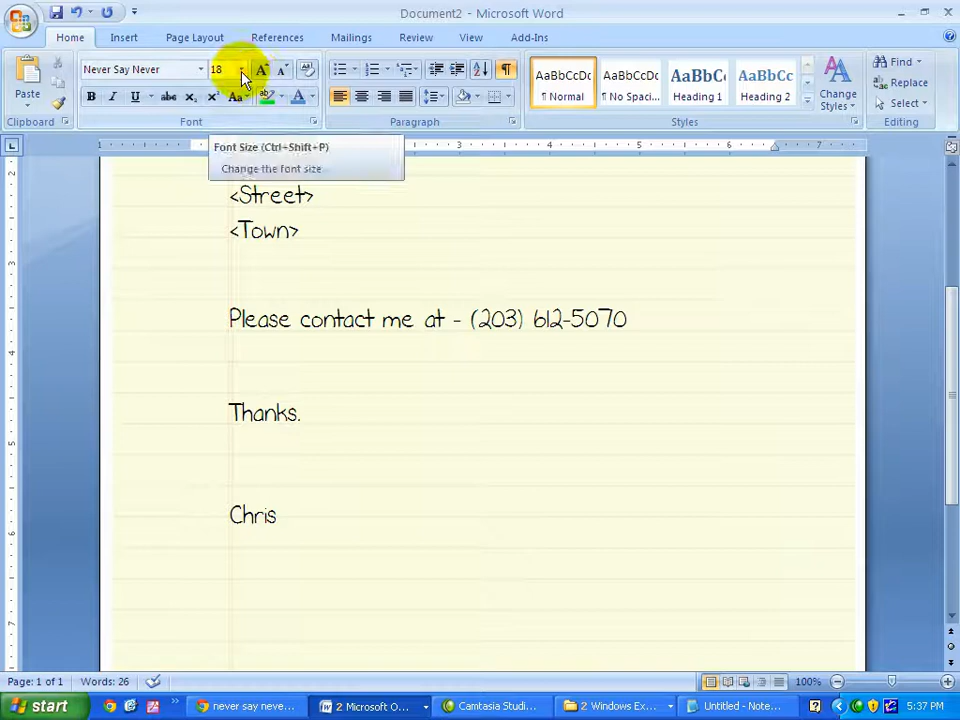 Document2 - Microsoft Word
Home Insert Page Layout References Mailings Review View Add-Ins
Never Say Never 18
AaBbCcDc AaBbCcDc AaBbCc AaBbCc
Find
Replace
Select
Paste
¶ Normal ¶ No Spaci... Heading 1 Heading 2
Change Styles
Clipboard Font Paragraph Styles Editing
Font Size (Ctrl+Shift+P)
Change the font size.
<Street>
<Town>
Please contact me at - (203) 612-5070
Thanks.
Chris
Page: 1 of 1 Words: 26 100%
start never say neve... 2 Microsoft O... Camtasia Studi... 2 Windows Ex... Untitled - Note... 5:37 PM